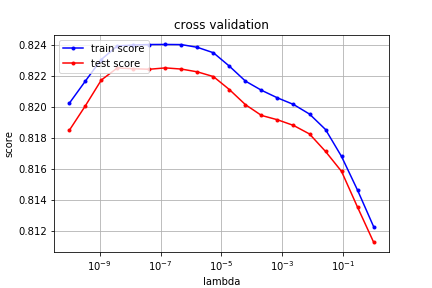 cross validation
train score
test score
score
0.824
0.822
0.820
0.818
0.816
0.814
0.812
10⁻⁹ 10⁻⁷ 10⁻⁵ 10⁻³ 10⁻¹
lambda